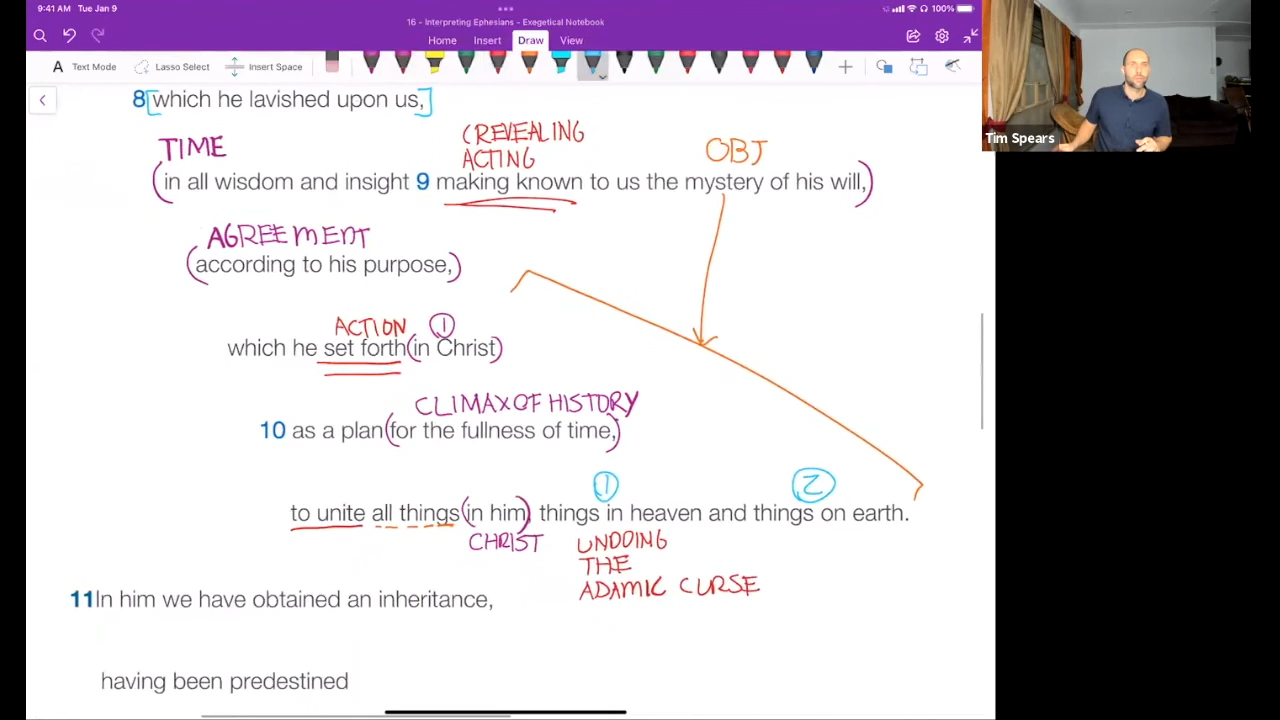 9:41 AM Tue Jan 9
100%
16 - Interpreting Ephesians - Exegetical Notebook
Home Insert Draw View
A Text Mode Lasso Select Insert Space
8[which he lavished upon us,]
TIME
(REVEALING
ACTING
OBJ
(in all wisdom and insight 9 making known to us the mystery of his will,)
AGREEMENT
(according to his purpose,)
ACTION 1
which he set forth (in Christ)
CLIMAX OF HISTORY
10 as a plan (for the fullness of time,)
1 2
to unite all things (in him) things in heaven and things on earth.
CHRIST
UNDOING
THE
ADAMIC CURSE
11In him we have obtained an inheritance,
having been predestined
Tim Spears